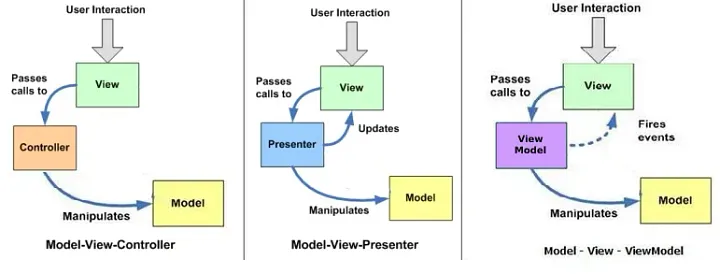 User Interaction
Passes
calls to
View
Controller
Manipulates
Model
Model-View-Controller
User Interaction
Passes
calls to
View
Updates
Presenter
Manipulates
Model
Model-View-Presenter
User Interaction
Passes
calls to
View
Fires
events
View
Model
Manipulates
Model
Model - View - ViewModel